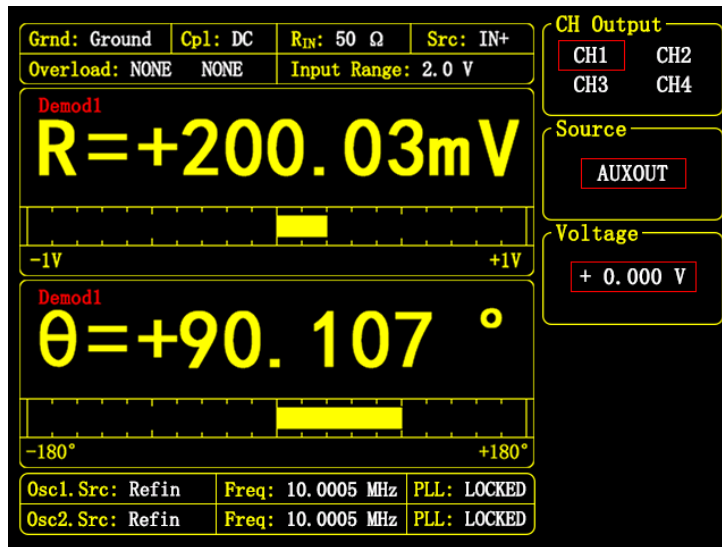 Grnd: Ground Cpl: DC R_IN: 50 Ω Src: IN+
Overload: NONE NONE Input Range: 2.0 V
Demod1
R=+200.03mV
-1V +1V
Demod1
θ=+90.107 °
-180° +180°
Osc1.Src: Refin Freq: 10.0005 MHz PLL: LOCKED
Osc2.Src: Refin Freq: 10.0005 MHz PLL: LOCKED
CH Output
CH1 CH2
CH3 CH4
Source
AUXOUT
Voltage
+ 0.000 V